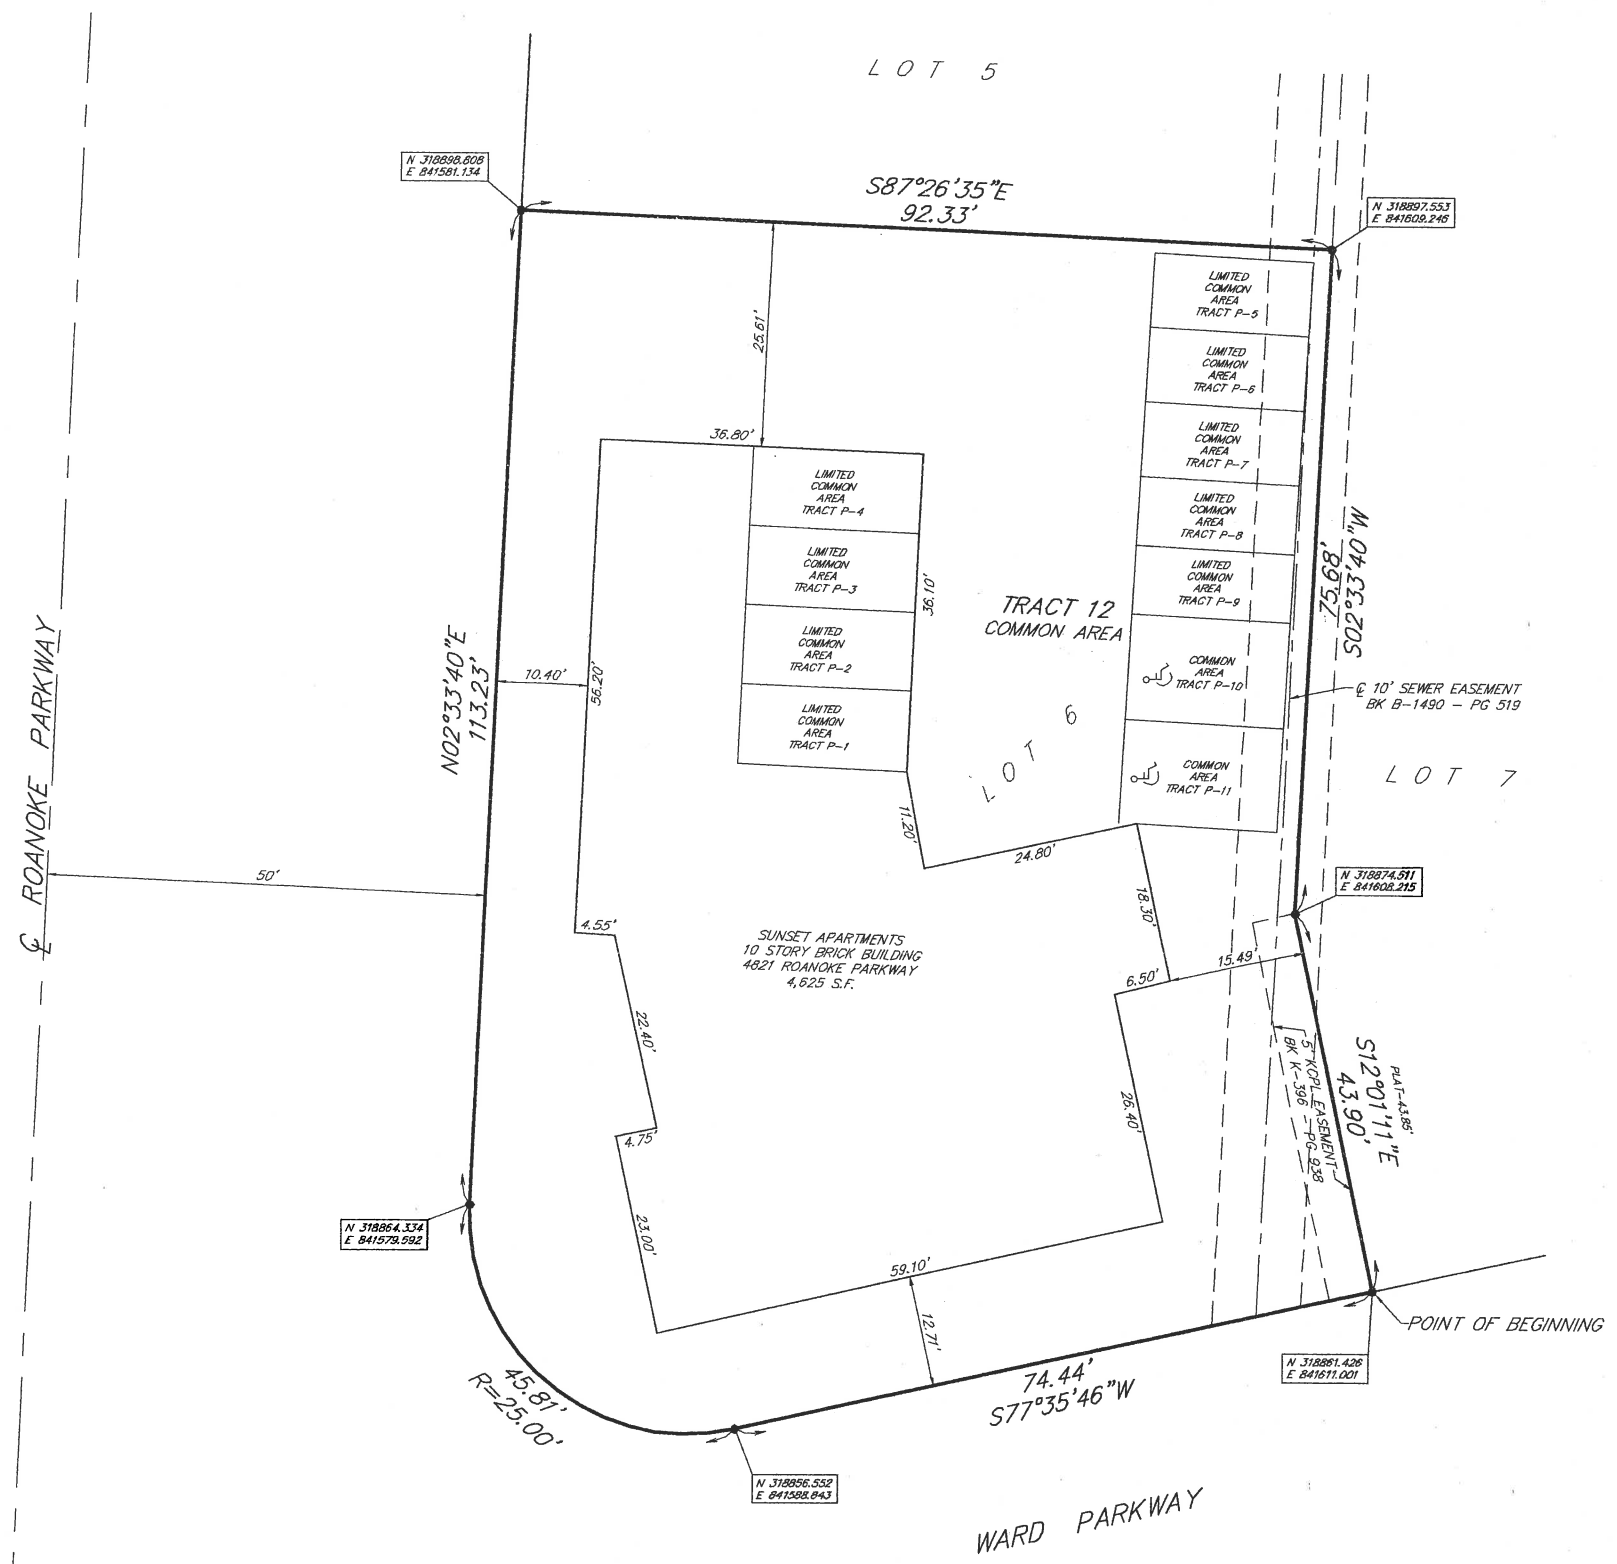 LOT 5
N 318898.808
E 841581.134
S87°26'35"E
92.33'
N 318897.553
E 841609.246
25.61'
LIMITED
COMMON
AREA
TRACT P-5
LIMITED
COMMON
AREA
TRACT P-6
LIMITED
COMMON
AREA
TRACT P-7
LIMITED
COMMON
AREA
TRACT P-8
LIMITED
COMMON
AREA
TRACT P-9
COMMON
AREA
TRACT P-10
COMMON
AREA
TRACT P-11
36.80'
LIMITED
COMMON
AREA
TRACT P-4
LIMITED
COMMON
AREA
TRACT P-3
LIMITED
COMMON
AREA
TRACT P-2
LIMITED
COMMON
AREA
TRACT P-1
36.10'
TRACT 12
COMMON AREA
LOT 6
75.68'
S02°33'40"W
℄ 10' SEWER EASEMENT
BK B-1490 - PG 519
LOT 7
N02°33'40"E
113.23'
10.40'
56.20'
℄ ROANOKE PARKWAY
50'
11.20'
24.80'
18.30'
N 318874.511
E 841608.215
4.55'
SUNSET APARTMENTS
10 STORY BRICK BUILDING
4821 ROANOKE PARKWAY
4,625 S.F.
6.50'
15.49'
22.40'
4.75'
26.40'
5' KCPL EASEMENT
BK K-396 - PG 938
PLAT-43.85'
S12°01'11"E
43.90'
N 318864.334
E 841579.592
23.00'
59.10'
12.71'
POINT OF BEGINNING
N 318861.426
E 841611.001
45.81'
R=25.00'
74.44'
S77°35'46"W
N 318856.552
E 841588.843
WARD PARKWAY